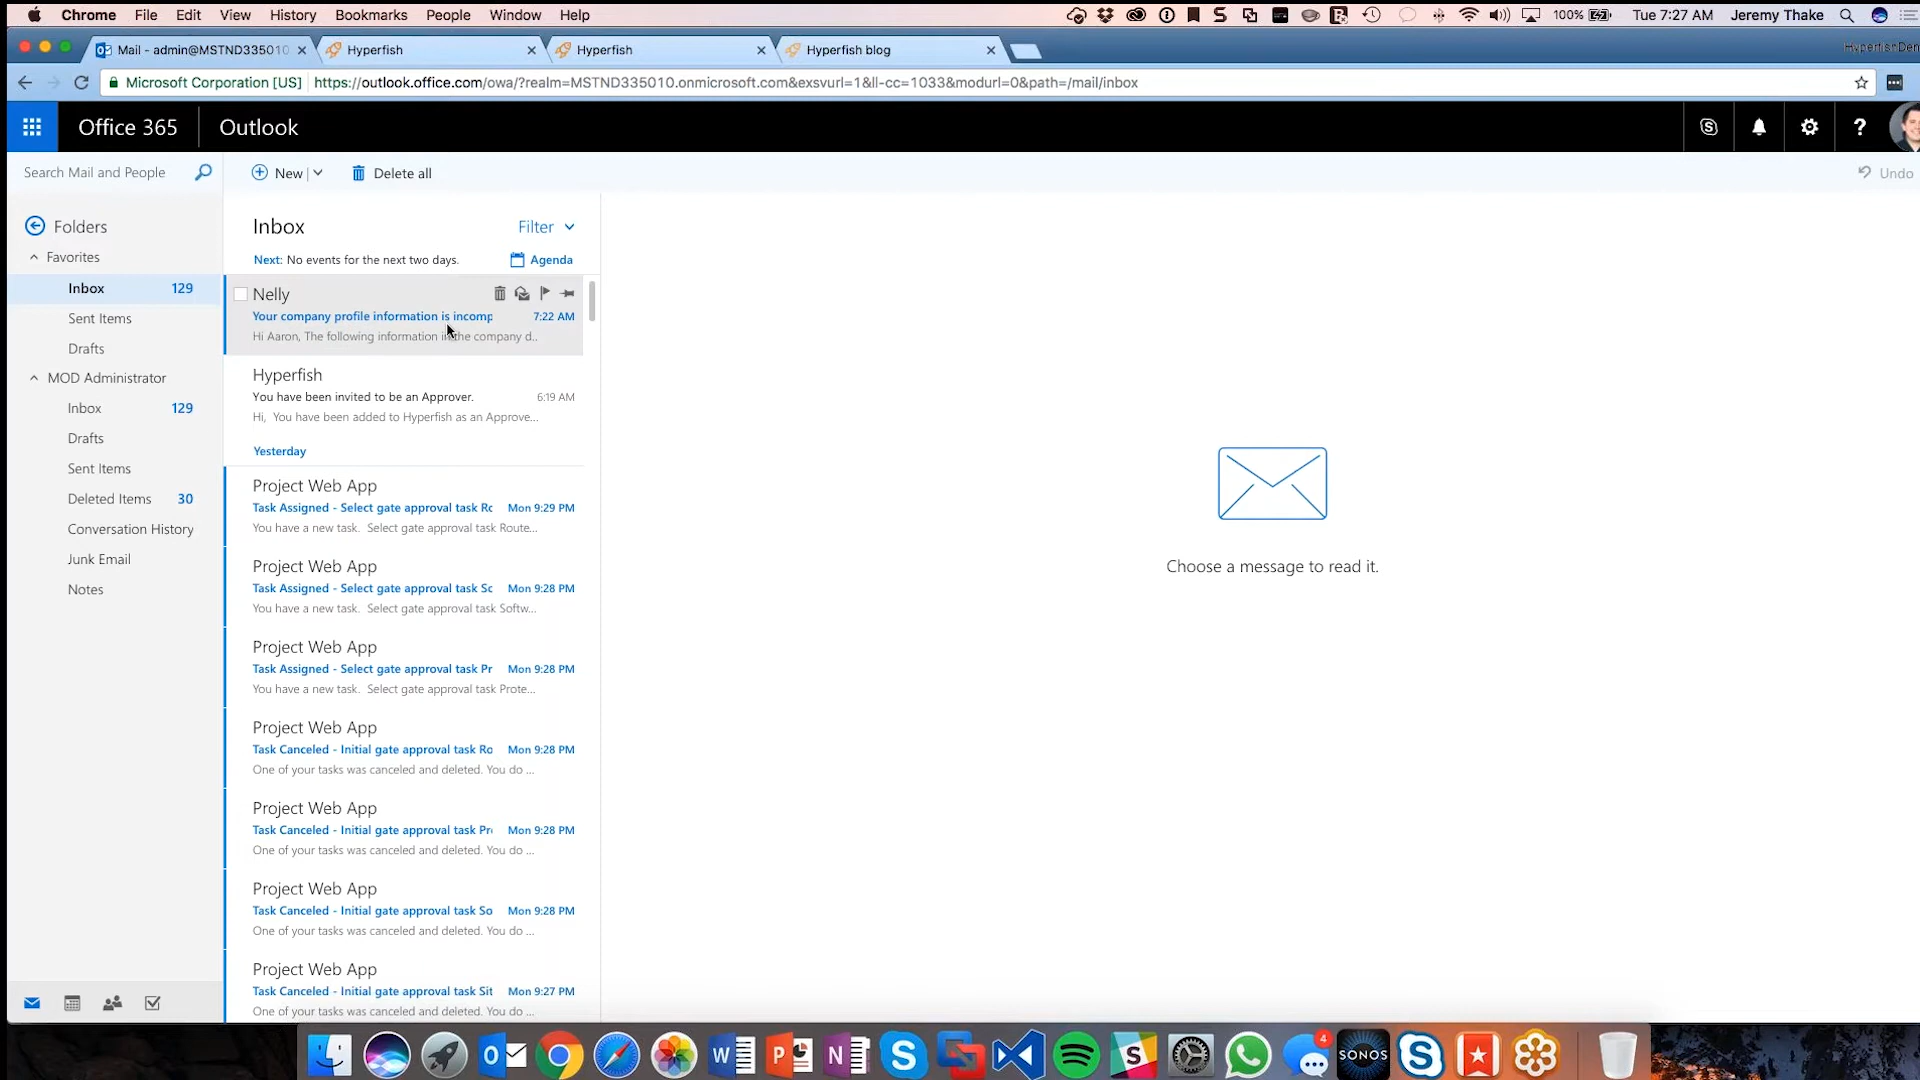 Chrome File Edit View History Bookmarks People Window Help 100% Tue 7:27 AM Jeremy Thake
Mail - admin@MSTND335010 Hyperfish Hyperfish Hyperfish blog
Microsoft Corporation [US] https://outlook.office.com/owa/?realm=MSTND335010.onmicrosoft.com&exsvurl=1&ll-cc=1033&modurl=0&path=/mail/inbox
Office 365 Outlook ?
Search Mail and People New Delete all Undo
Folders
Favorites
Inbox 129
Sent Items
Drafts
MOD Administrator
Inbox 129
Drafts
Sent Items
Deleted Items 30
Conversation History
Junk Email
Notes
Inbox Filter
Next: No events for the next two days. Agenda
Nelly
Your company profile information is incomp 7:22 AM
Hi Aaron, The following information in the company d..
Hyperfish
You have been invited to be an Approver. 6:19 AM
Hi, You have been added to Hyperfish as an Approve...
Yesterday
Project Web App
Task Assigned - Select gate approval task Ro Mon 9:29 PM
You have a new task. Select gate approval task Route...
Project Web App
Task Assigned - Select gate approval task So Mon 9:28 PM
You have a new task. Select gate approval task Softw...
Project Web App
Task Assigned - Select gate approval task Pr Mon 9:28 PM
You have a new task. Select gate approval task Prote...
Project Web App
Task Canceled - Initial gate approval task Ro Mon 9:28 PM
One of your tasks was canceled and deleted. You do ...
Project Web App
Task Canceled - Initial gate approval task Pr Mon 9:28 PM
One of your tasks was canceled and deleted. You do ...
Project Web App
Task Canceled - Initial gate approval task So Mon 9:28 PM
One of your tasks was canceled and deleted. You do ...
Project Web App
Task Canceled - Initial gate approval task Sit Mon 9:27 PM
One of your tasks was canceled and deleted. You do ...
Choose a message to read it.
4
SONOS